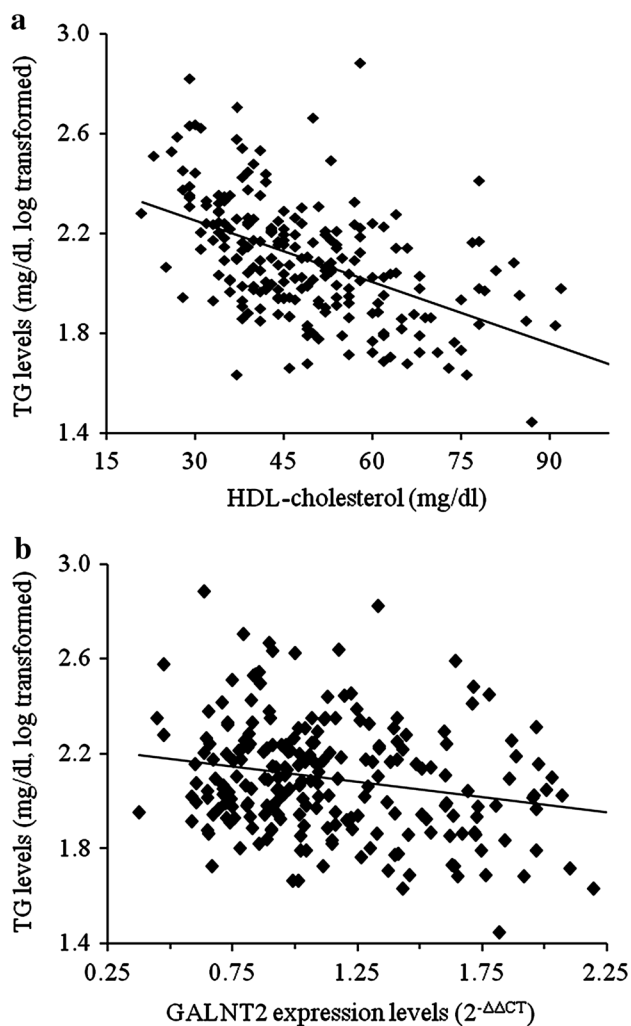 a
3.0
2.6
2.2
1.8
1.4
TG levels (mg/dl, log transformed)
15 30 45 60 75 90
HDL-cholesterol (mg/dl)
b
3.0
2.6
2.2
1.8
1.4
TG levels (mg/dl, log transformed)
0.25 0.75 1.25 1.75 2.25
GALNT2 expression levels (2^-ΔΔCT)